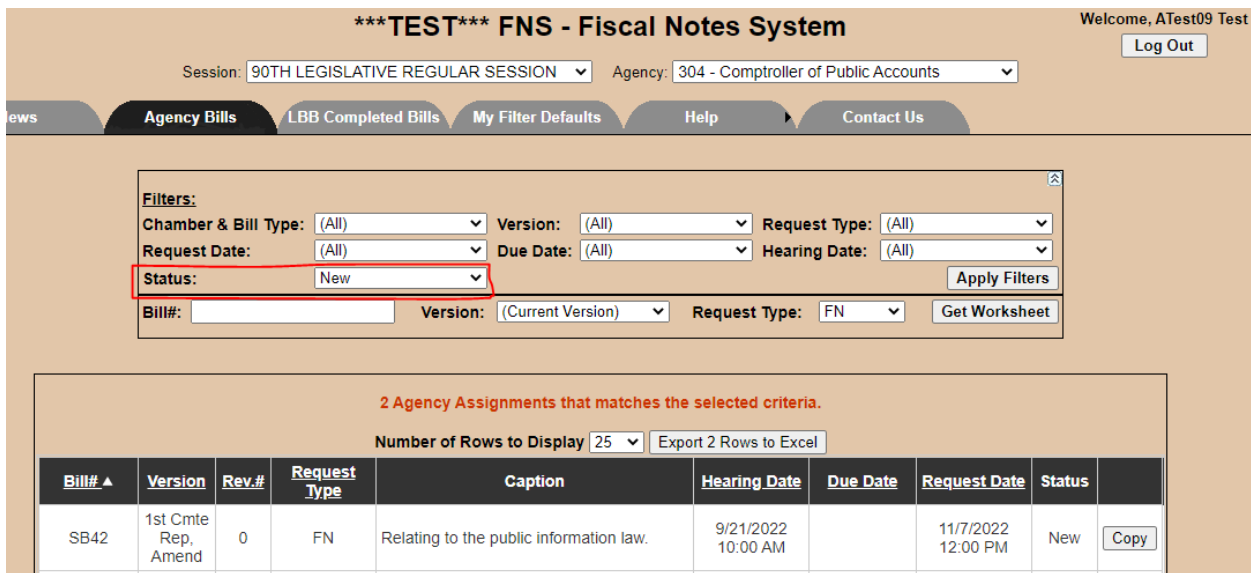 ***TEST*** FNS - Fiscal Notes System
Welcome, ATest09 Test
Log Out
Session: 90TH LEGISLATIVE REGULAR SESSION Agency: 304 - Comptroller of Public Accounts
iews Agency Bills LBB Completed Bills My Filter Defaults Help Contact Us
Filters:
Chamber & Bill Type: (All) Version: (All) Request Type: (All)
Request Date: (All) Due Date: (All) Hearing Date: (All)
Status: New Apply Filters
Bill#: Version: (Current Version) Request Type: FN Get Worksheet
2 Agency Assignments that matches the selected criteria.
Number of Rows to Display 25 Export 2 Rows to Excel
Bill# ▲ Version Rev.# Request Type Caption Hearing Date Due Date Request Date Status
SB42 1st Cmte Rep, Amend 0 FN Relating to the public information law. 9/21/2022 10:00 AM 11/7/2022 12:00 PM New Copy